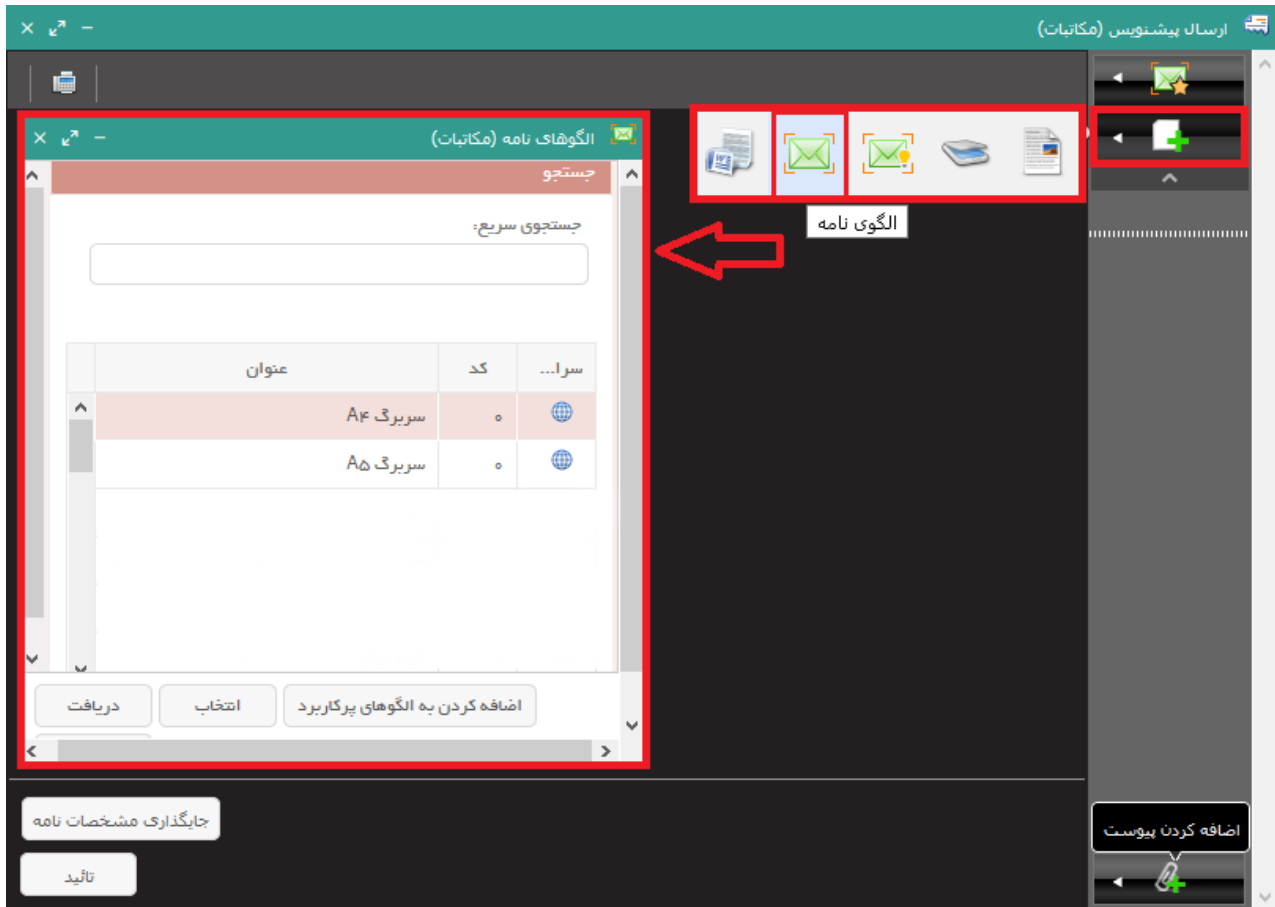 ارسال پیشنویس (مکاتبات)
الگوهای نامه (مکاتبات)
جستجو
الگوی نامه
جستجوی سریع:
سرا... کد عنوان
۰ سربرگ A۴
۰ سربرگ A۵
اضافه کردن به الگوهای پرکاربرد انتخاب دریافت
جایگذاری مشخصات نامه
اضافه کردن پیوست
تائید